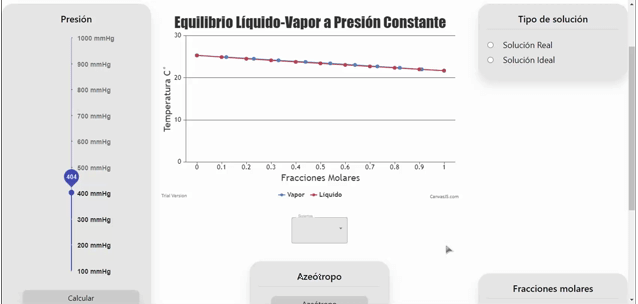 Presión
1000 mmHg
900 mmHg
800 mmHg
700 mmHg
600 mmHg
500 mmHg
404
400 mmHg
300 mmHg
200 mmHg
100 mmHg
Calcular
Equilibrio Líquido-Vapor a Presión Constante
Temperatura C°
30
20
10
0
0 0.1 0.2 0.3 0.4 0.5 0.6 0.7 0.8 0.9 1
Fracciones Molares
Vapor Líquido
Trial Version
CanvasJS.com
Azeótropo
Azeótropo
Tipo de solución
Solución Real
Solución Ideal
Fracciones molares